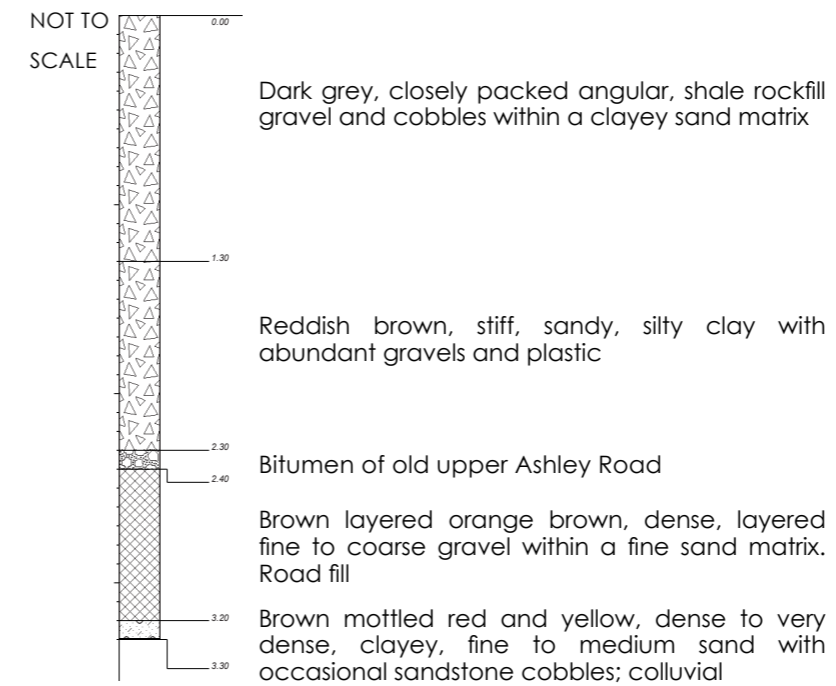 NOT TO
SCALE
0.00
Dark grey, closely packed angular, shale rockfill
gravel and cobbles within a clayey sand matrix
1.30
Reddish brown, stiff, sandy, silty clay with
abundant gravels and plastic
2.30
Bitumen of old upper Ashley Road
2.40
Brown layered orange brown, dense, layered
fine to coarse gravel within a fine sand matrix.
Road fill
3.20
Brown mottled red and yellow, dense to very
dense, clayey, fine to medium sand with
occasional sandstone cobbles; colluvial
3.30